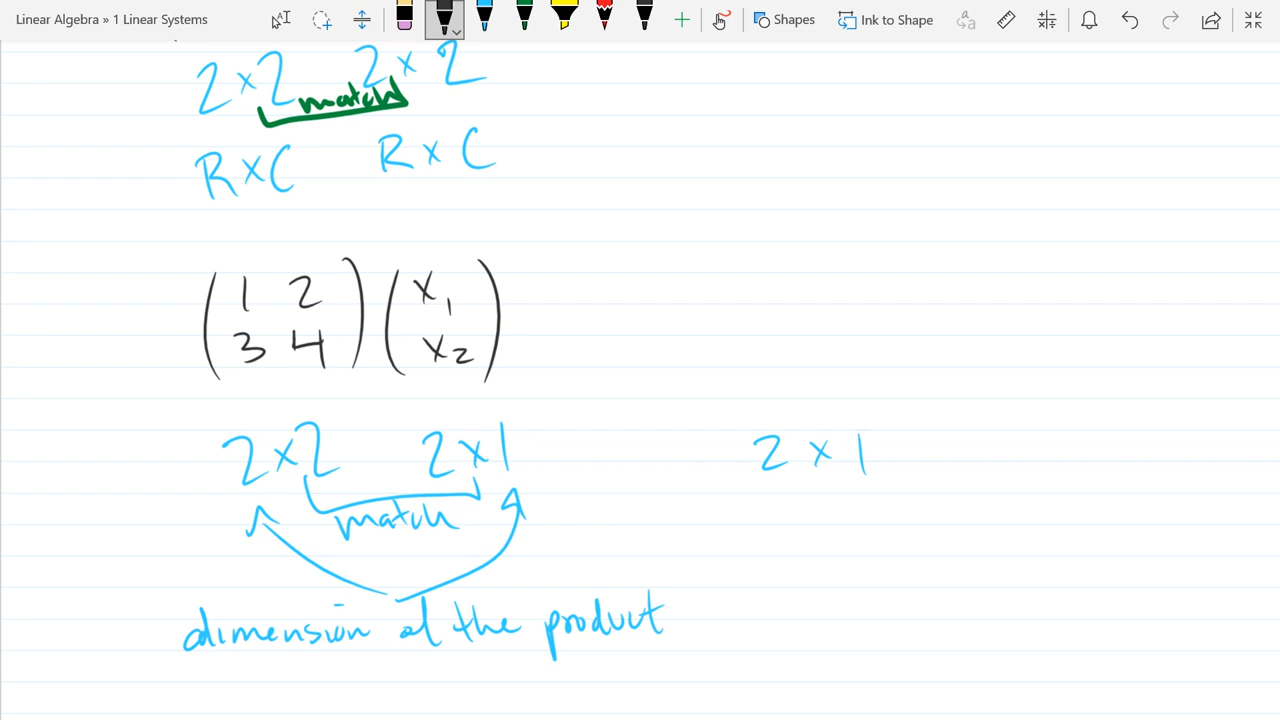 Linear Algebra » 1 Linear Systems
Shapes
Ink to Shape
2 × 2 2 × 2
match
R × C R × C
( 1 2 ) ( x₁ )
( 3 4 ) ( x₂ )
2 × 2 2 × 1 2 × 1
match
dimension of the product